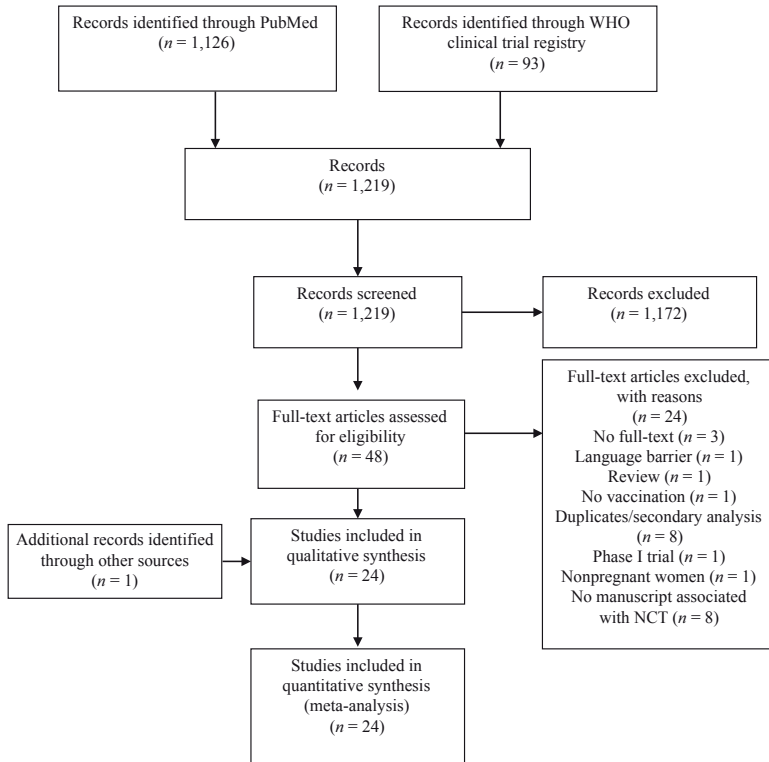 Records identified through PubMed
(n = 1,126)
Records identified through WHO
clinical trial registry
(n = 93)
Records
(n = 1,219)
Records screened
(n = 1,219)
Records excluded
(n = 1,172)
Full-text articles assessed
for eligibility
(n = 48)
Full-text articles excluded,
with reasons
(n = 24)
No full-text (n = 3)
Language barrier (n = 1)
Review (n = 1)
No vaccination (n = 1)
Duplicates/secondary analysis
(n = 8)
Phase I trial (n = 1)
Nonpregnant women (n = 1)
No manuscript associated
with NCT (n = 8)
Additional records identified
through other sources
(n = 1)
Studies included in
qualitative synthesis
(n = 24)
Studies included in
quantitative synthesis
(meta-analysis)
(n = 24)